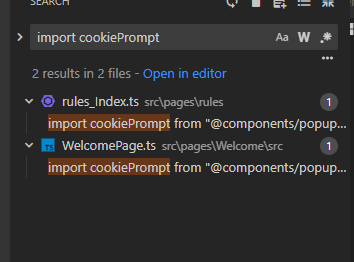 SEARCH
import cookiePrompt Aa W .*
2 results in 2 files - Open in editor
rules_Index.ts src\pages\rules 1
import cookiePrompt from "@components/popup...
WelcomePage.ts src\pages\Welcome\src 1
import cookiePrompt from "@components/popup...